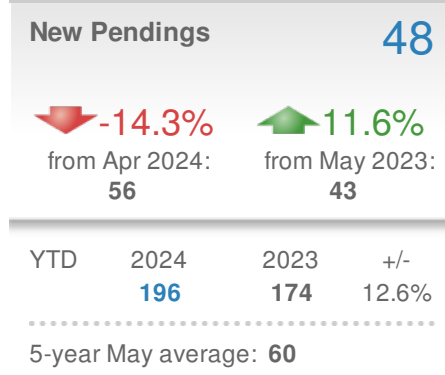 New Pendings 48
-14.3% 11.6%
from Apr 2024: from May 2023:
56 43
YTD 2024 2023 +/-
196 174 12.6%
5-year May average: 60